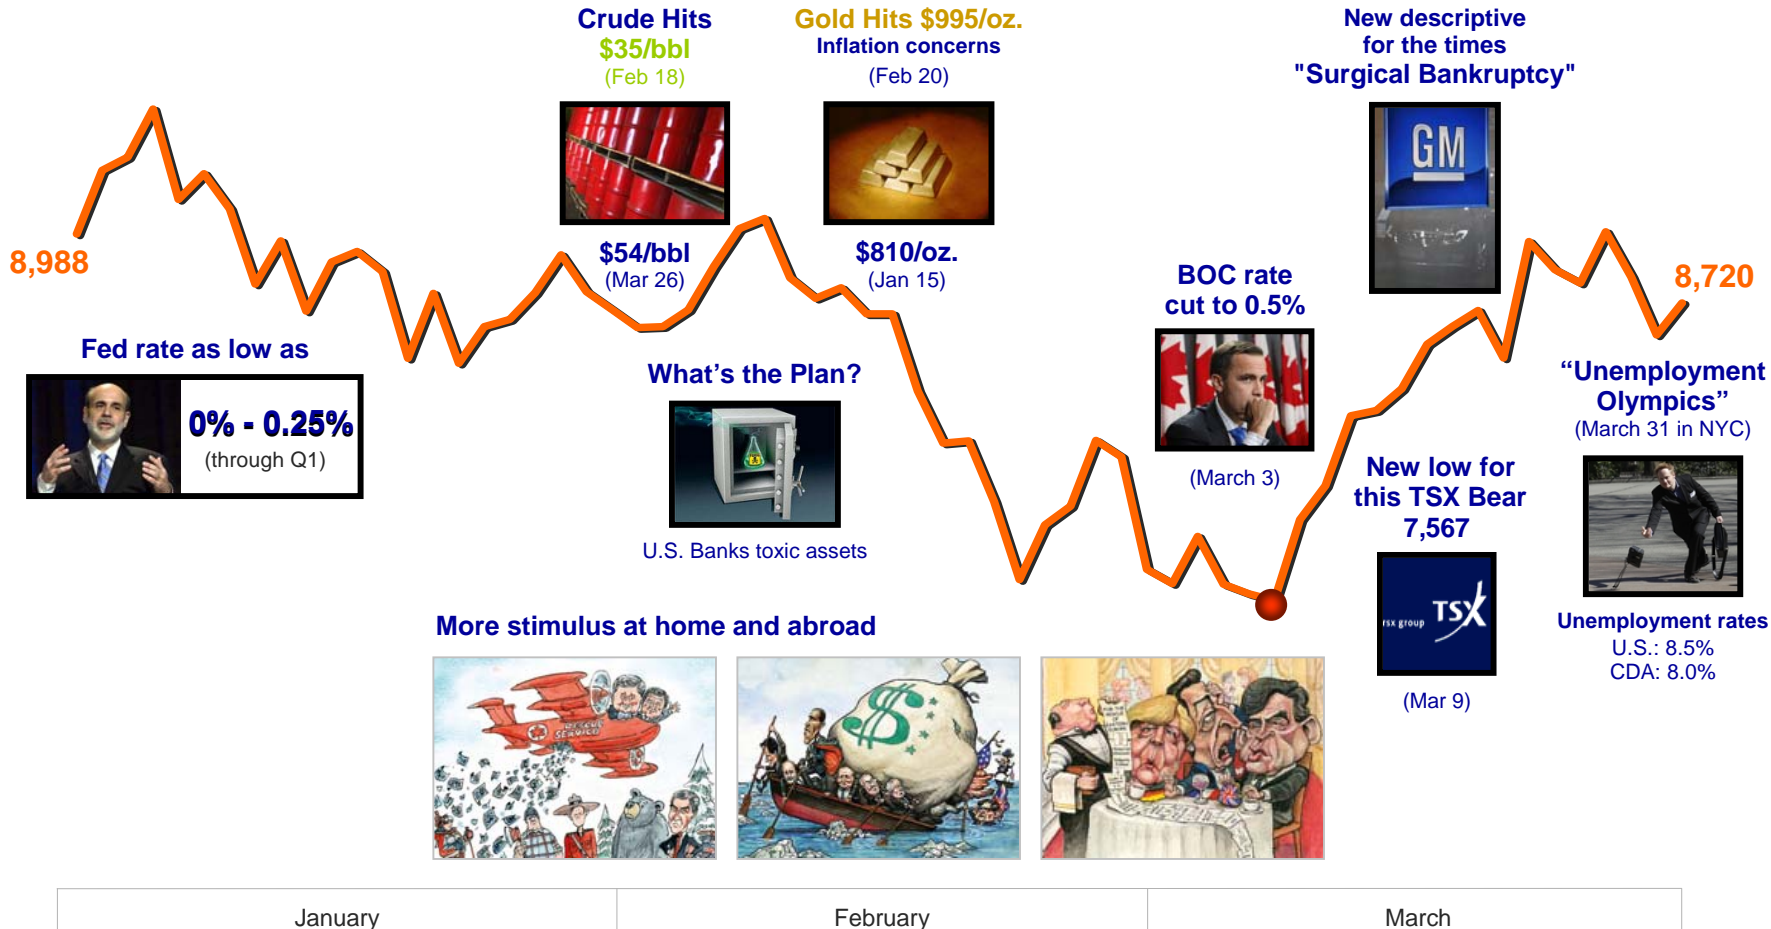 Crude Hits
$35/bbl
(Feb 18)
$54/bbl
(Mar 26)
Gold Hits $995/oz.
Inflation concerns
(Feb 20)
$810/oz.
(Jan 15)
New descriptive
for the times
"Surgical Bankruptcy"
GM
8,988
8,720
Fed rate as low as
0% - 0.25%
(through Q1)
What's the Plan?
U.S. Banks toxic assets
BOC rate
cut to 0.5%
(March 3)
New low for
this TSX Bear
7,567
TSX
tsx group
(Mar 9)
“Unemployment
Olympics”
(March 31 in NYC)
Unemployment rates
U.S.: 8.5%
CDA: 8.0%
More stimulus at home and abroad
RESCUE
SERVICE
$
January
February
March